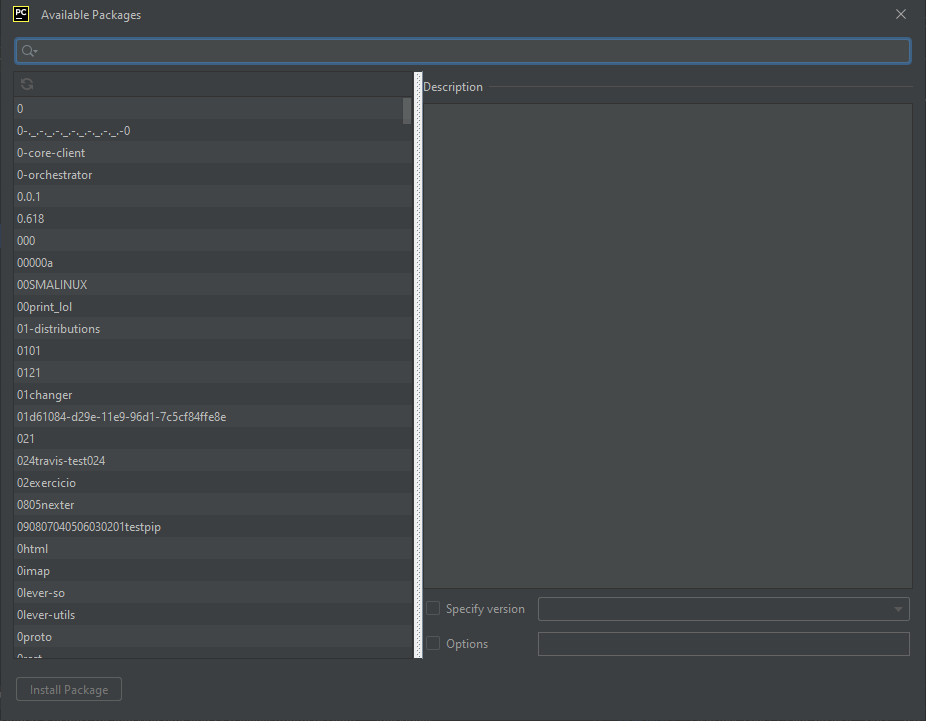 PC
Available Packages
Description
0
0-._.-._.-._.-._.-._.-._.-0
0-core-client
0-orchestrator
0.0.1
0.618
000
00000a
00SMALINUX
00print_lol
01-distributions
0101
0121
01changer
01d61084-d29e-11e9-96d1-7c5cf84ffe8e
021
024travis-test024
02exercicio
0805nexter
090807040506030201testpip
0html
0imap
0lever-so
0lever-utils
0proto
Specify version
Options
Install Package